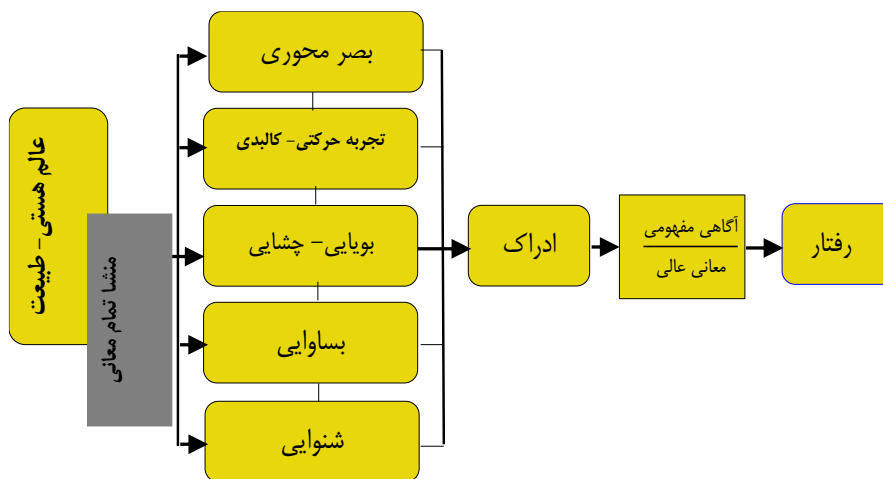 عالم هستی- طبیعت
منشا تمام معانی
بصر محوری
تجربه حرکتی- کالبدی
بویایی- چشایی
بساوایی
شنوایی
ادراک
آگاهی مفهومی
معانی عالی
رفتار